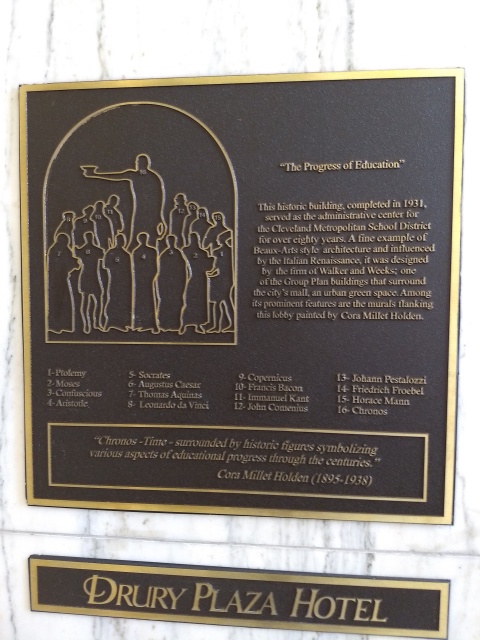 "The Progress of Education"
This historic building, completed in 1931,
served as the administrative center for
the Cleveland Metropolitan School District
for over eighty years. A fine example of
Beaux-Arts style architecture and influenced
by the Italian Renaissance, it was designed
by the firm of Walker and Weeks; one
of the Group Plan buildings that surround
the city's mall, an urban green space. Among
its prominent features are the murals flanking
this lobby painted by Cora Millet Holden.
1- Ptolemy
2- Moses
3- Confuscious
4- Aristotle
5- Socrates
6- Augustus Caesar
7- Thomas Aquinas
8- Leonardo da Vinci
9- Copernicus
10- Francis Bacon
11- Immanuel Kant
12- John Comenius
13- Johann Pestalozzi
14- Friedrich Froebel
15- Horace Mann
16- Chronos
"Chronos -Time - surrounded by historic figures symbolizing
various aspects of educational progress through the centuries."
Cora Millet Holden (1895-1938)
DRURY PLAZA HOTEL